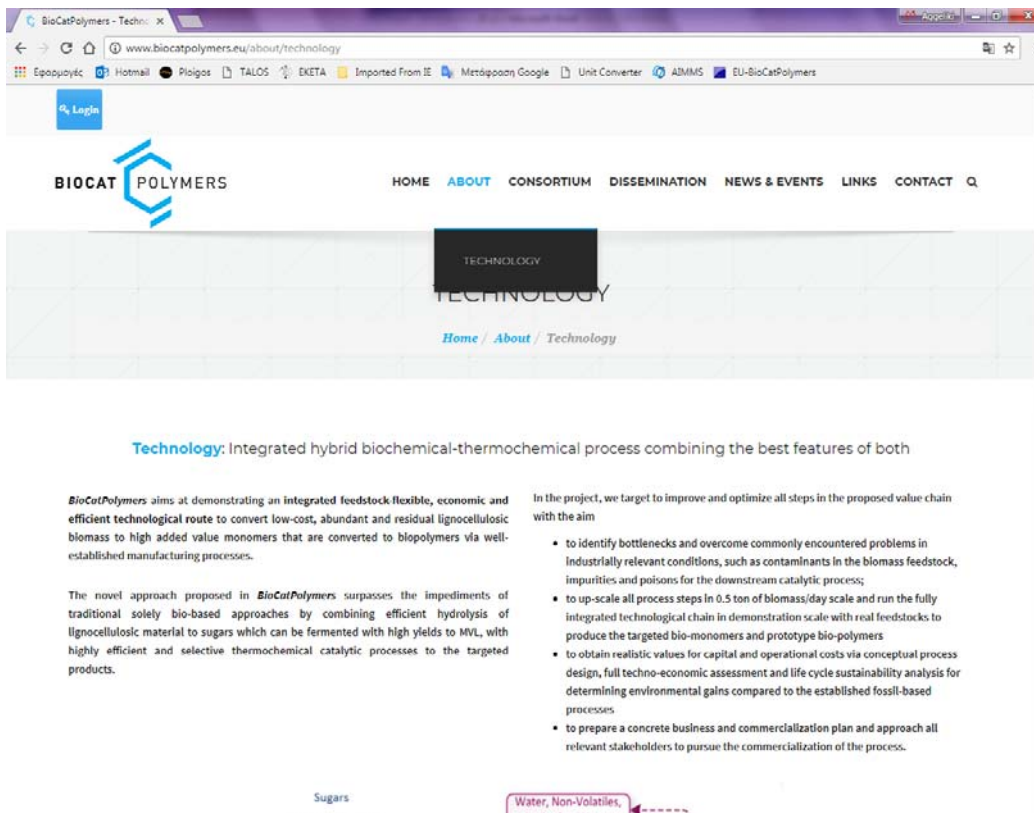 BioCatPolymers - Techno
Aggeliki
www.biocatpolymers.eu/about/technology
Εφαρμογές Hotmail Ploigos TALOS EKETA Imported From IE Μετάφραση Google Unit Converter AIMMS EU-BioCatPolymers
Login
BIOCAT POLYMERS
HOME ABOUT CONSORTIUM DISSEMINATION NEWS & EVENTS LINKS CONTACT
TECHNOLOGY
TECHNOLOGY
Home / About / Technology
Technology: Integrated hybrid biochemical-thermochemical process combining the best features of both
BioCatPolymers aims at demonstrating an integrated feedstock-flexible, economic and
efficient technological route to convert low-cost, abundant and residual lignocellulosic
biomass to high added value monomers that are converted to biopolymers via well-
established manufacturing processes.
The novel approach proposed in BioCatPolymers surpasses the impediments of
traditional solely bio-based approaches by combining efficient hydrolysis of
lignocellulosic material to sugars which can be fermented with high yields to MVL, with
highly efficient and selective thermochemical catalytic processes to the targeted
products.
In the project, we target to improve and optimize all steps in the proposed value chain
with the aim
• to identify bottlenecks and overcome commonly encountered problems in
industrially relevant conditions, such as contaminants in the biomass feedstock,
impurities and poisons for the downstream catalytic process;
• to up-scale all process steps in 0.5 ton of biomass/day scale and run the fully
integrated technological chain in demonstration scale with real feedstocks to
produce the targeted bio-monomers and prototype bio-polymers
• to obtain realistic values for capital and operational costs via conceptual process
design, full techno-economic assessment and life cycle sustainability analysis for
determining environmental gains compared to the established fossil-based
processes
• to prepare a concrete business and commercialization plan and approach all
relevant stakeholders to pursue the commercialization of the process.
Sugars
Water, Non-Volatiles,